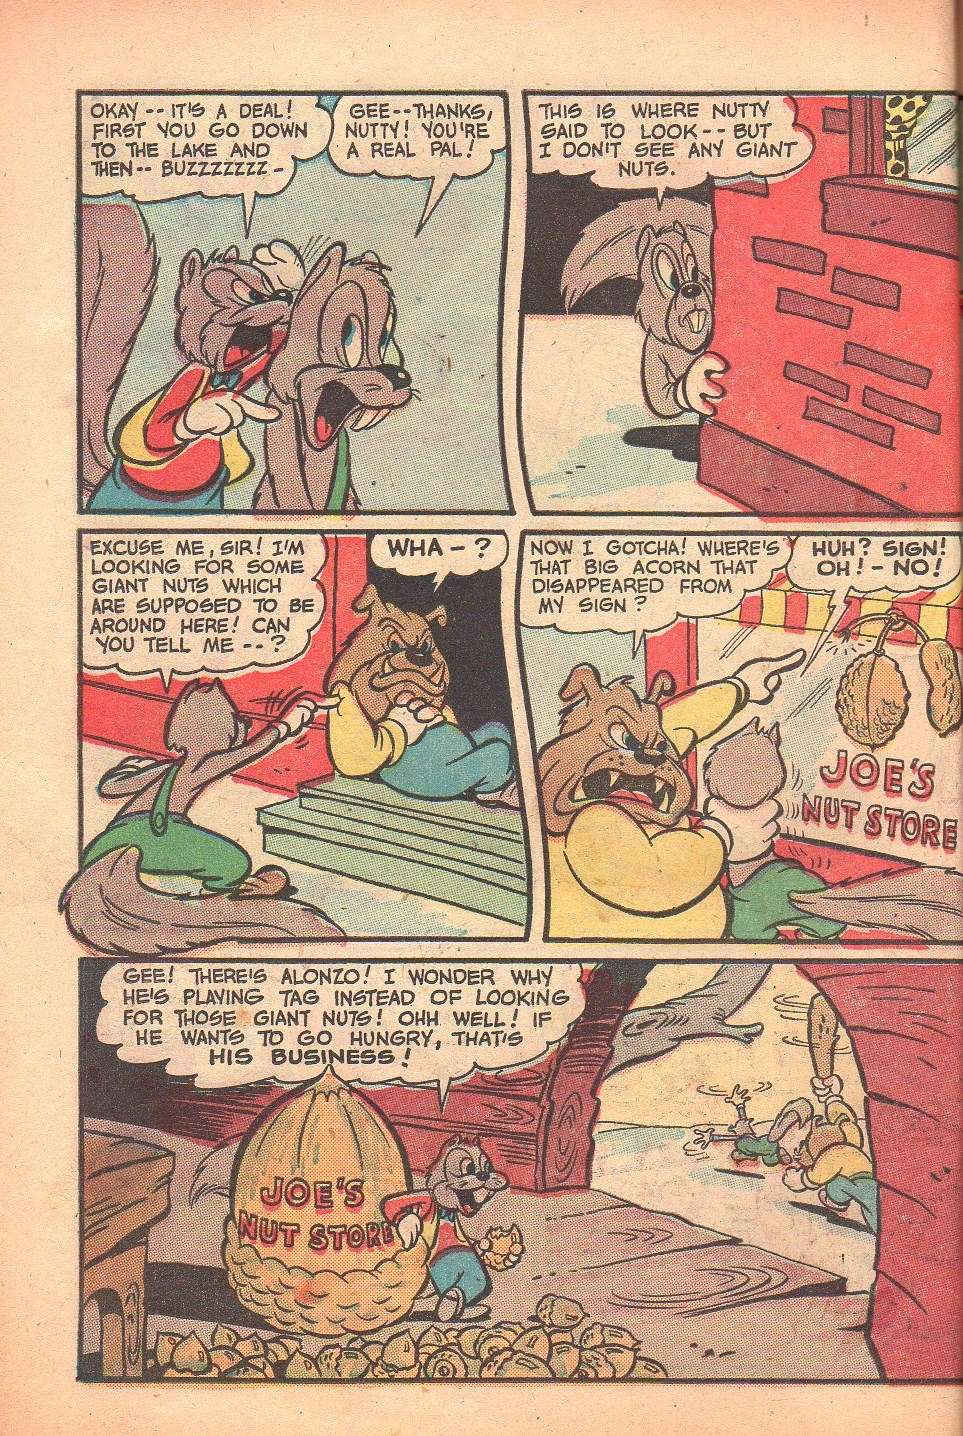 OKAY -- IT'S A DEAL!
FIRST YOU GO DOWN
TO THE LAKE AND
THEN-- BUZZZZZZZ -
GEE--THANKS,
NUTTY! YOU'RE
A REAL PAL!
THIS IS WHERE NUTTY
SAID TO LOOK-- BUT
I DON'T SEE ANY GIANT
NUTS.
EXCUSE ME, SIR! I'M
LOOKING FOR SOME
GIANT NUTS WHICH
ARE SUPPOSED TO BE
AROUND HERE! CAN
YOU TELL ME --?
WHA - ?
NOW I GOTCHA! WHERE'S
THAT BIG ACORN THAT
DISAPPEARED FROM
MY SIGN?
HUH? SIGN!
OH! - NO!
JOE'S
NUT STORE
GEE! THERE'S ALONZO! I WONDER WHY
HE'S PLAYING TAG INSTEAD OF LOOKING
FOR THOSE GIANT NUTS! OHH WELL! IF
HE WANTS TO GO HUNGRY, THAT'S
HIS BUSINESS!
JOE'S
NUT STORE